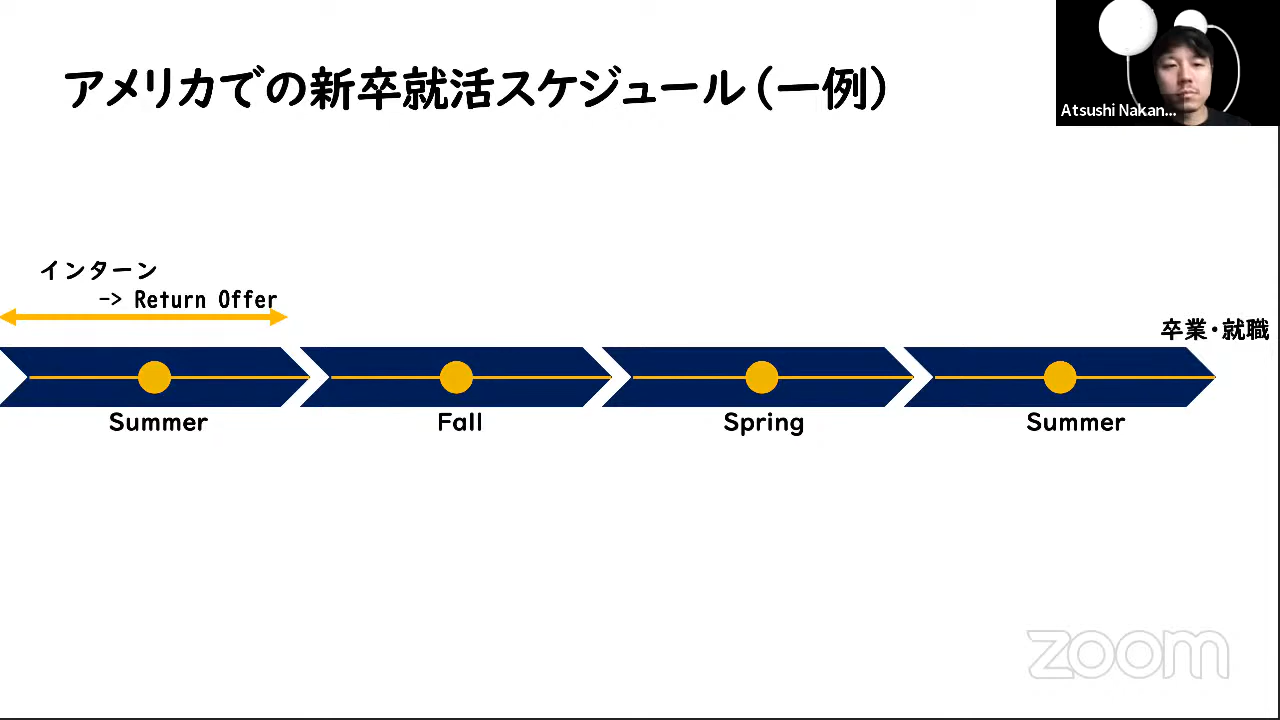 アメリカでの新卒就活スケジュール(一例)
Atsushi Nakan...
インターン
-> Return Offer
卒業・就職
Summer
Fall
Spring
Summer
zoom